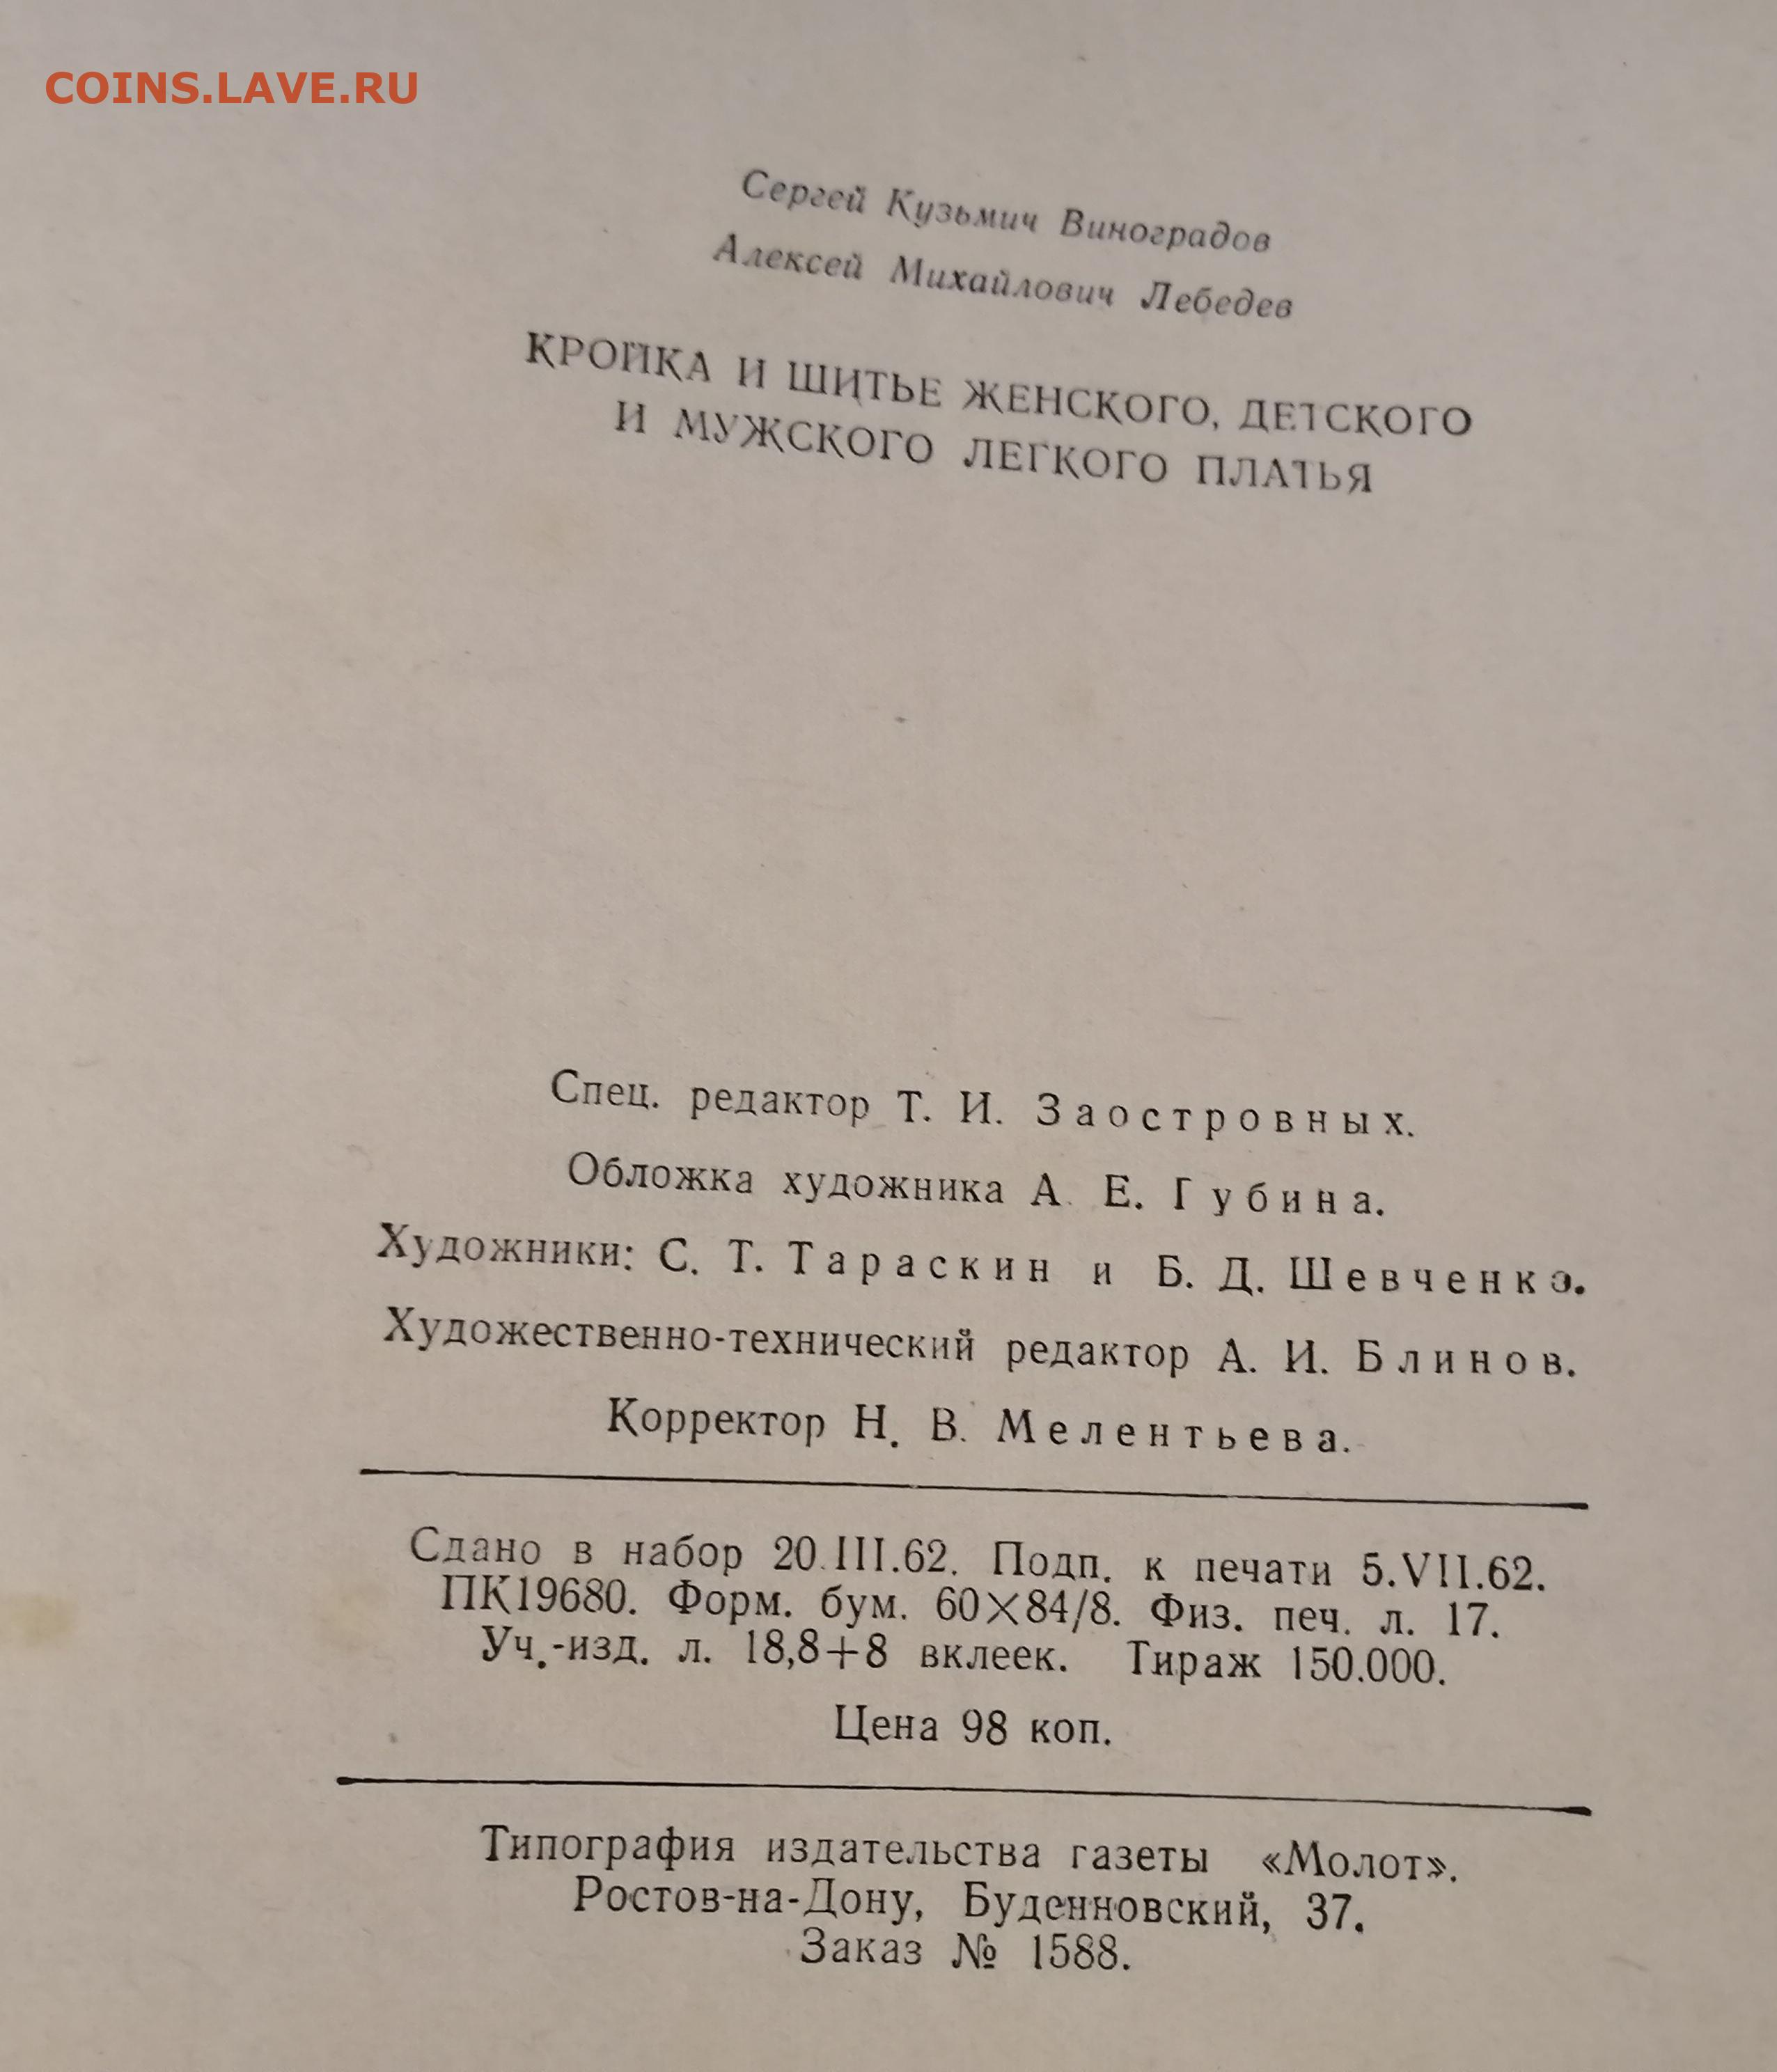 COINS.LAVE.RU
Сергей Кузьмич Виноградов
Алексей Михайлович Лебедев
КРОЙКА И ШИТЬЕ ЖЕНСКОГО, ДЕТСКОГО
И МУЖСКОГО ЛЕГКОГО ПЛАТЬЯ
Спец. редактор Т. И. Заостровных.
Обложка художника А. Е. Губина.
Художники: С. Т. Тараскин и Б. Д. Шевченко.
Художественно-технический редактор А. И. Блинов.
Корректор Н. В. Мелентьева.
Сдано в набор 20.III.62. Подп. к печати 5.VII.62.
ПК19680. Форм. бум. 60×84/8. Физ. печ. л. 17.
Уч.-изд. л. 18,8+8 вклеек. Тираж 150.000.
Цена 98 коп.
Типография издательства газеты «Молот».
Ростов-на-Дону, Буденновский, 37.
Заказ № 1588.